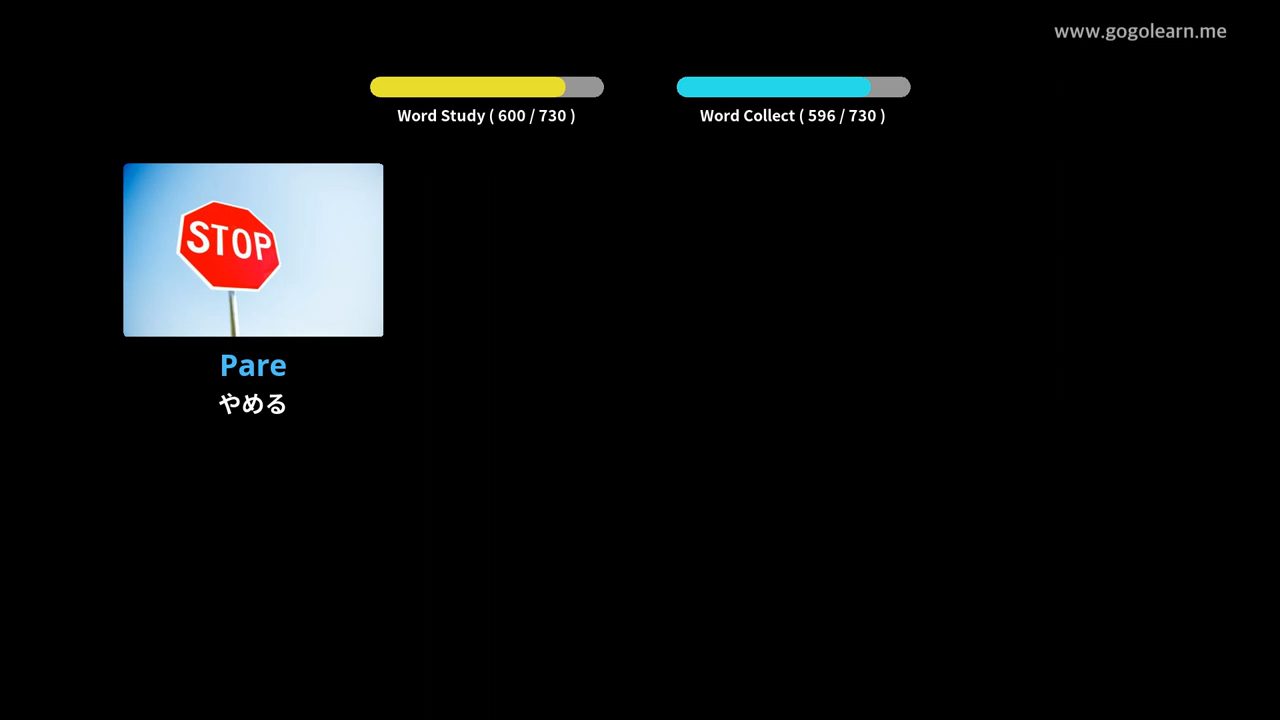 www.gogolearn.me
Word Study ( 600 / 730 )
Word Collect ( 596 / 730 )
STOP
Pare
やめる